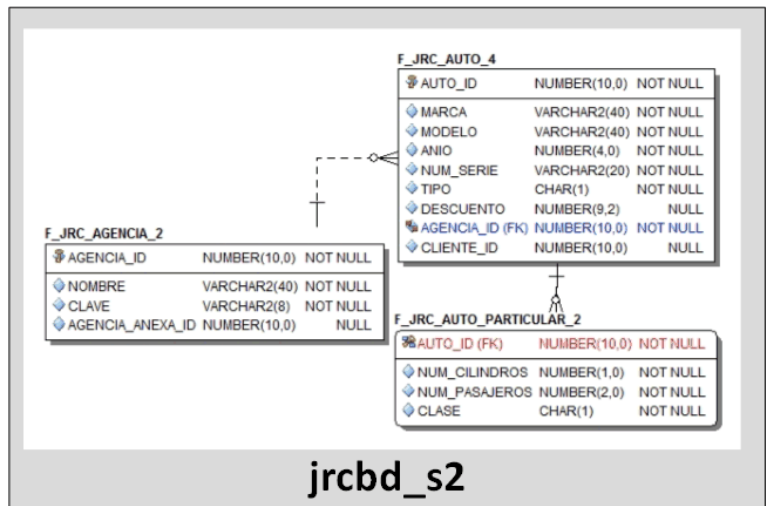 F_JRC_AUTO_4
AUTO_ID NUMBER(10,0) NOT NULL
MARCA VARCHAR2(40) NOT NULL
MODELO VARCHAR2(40) NOT NULL
ANIO NUMBER(4,0) NOT NULL
NUM_SERIE VARCHAR2(20) NOT NULL
TIPO CHAR(1) NOT NULL
DESCUENTO NUMBER(9,2) NULL
AGENCIA_ID (FK) NUMBER(10,0) NOT NULL
CLIENTE_ID NUMBER(10,0) NULL
F_JRC_AGENCIA_2
AGENCIA_ID NUMBER(10,0) NOT NULL
NOMBRE VARCHAR2(40) NOT NULL
CLAVE VARCHAR2(8) NOT NULL
AGENCIA_ANEXA_ID NUMBER(10,0) NULL
F_JRC_AUTO_PARTICULAR_2
AUTO_ID (FK) NUMBER(10,0) NOT NULL
NUM_CILINDROS NUMBER(1,0) NOT NULL
NUM_PASAJEROS NUMBER(2,0) NOT NULL
CLASE CHAR(1) NOT NULL
jrcbd_s2